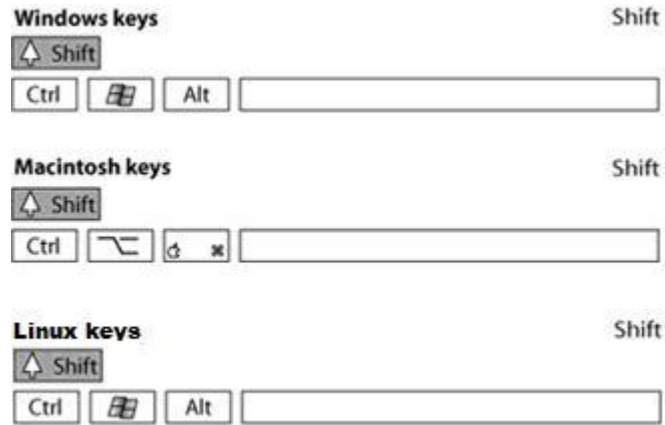 Windows keys Shift
Shift
Ctrl Alt
Macintosh keys Shift
Shift
Ctrl ⌥ ⌘
Linux keys Shift
Shift
Ctrl Alt